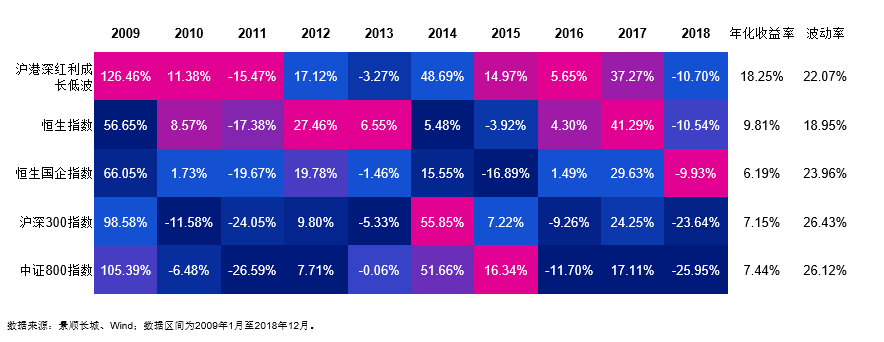 2009 2010 2011 2012 2013 2014 2015 2016 2017 2018 年化收益率 波动率
沪港深红利成
长低波 126.46% 11.38% -15.47% 17.12% -3.27% 48.69% 14.97% 5.65% 37.27% -10.70% 18.25% 22.07%
恒生指数 56.65% 8.57% -17.38% 27.46% 6.55% 5.48% -3.92% 4.30% 41.29% -10.54% 9.81% 18.95%
恒生国企指数 66.05% 1.73% -19.67% 19.78% -1.46% 15.55% -16.89% 1.49% 29.63% -9.93% 6.19% 23.96%
沪深300指数 98.58% -11.58% -24.05% 9.80% -5.33% 55.85% 7.22% -9.26% 24.25% -23.64% 7.15% 26.43%
中证800指数 105.39% -6.48% -26.59% 7.71% -0.06% 51.66% 16.34% -11.70% 17.11% -25.95% 7.44% 26.12%
数据来源：景顺长城、Wind；数据区间为2009年1月至2018年12月。